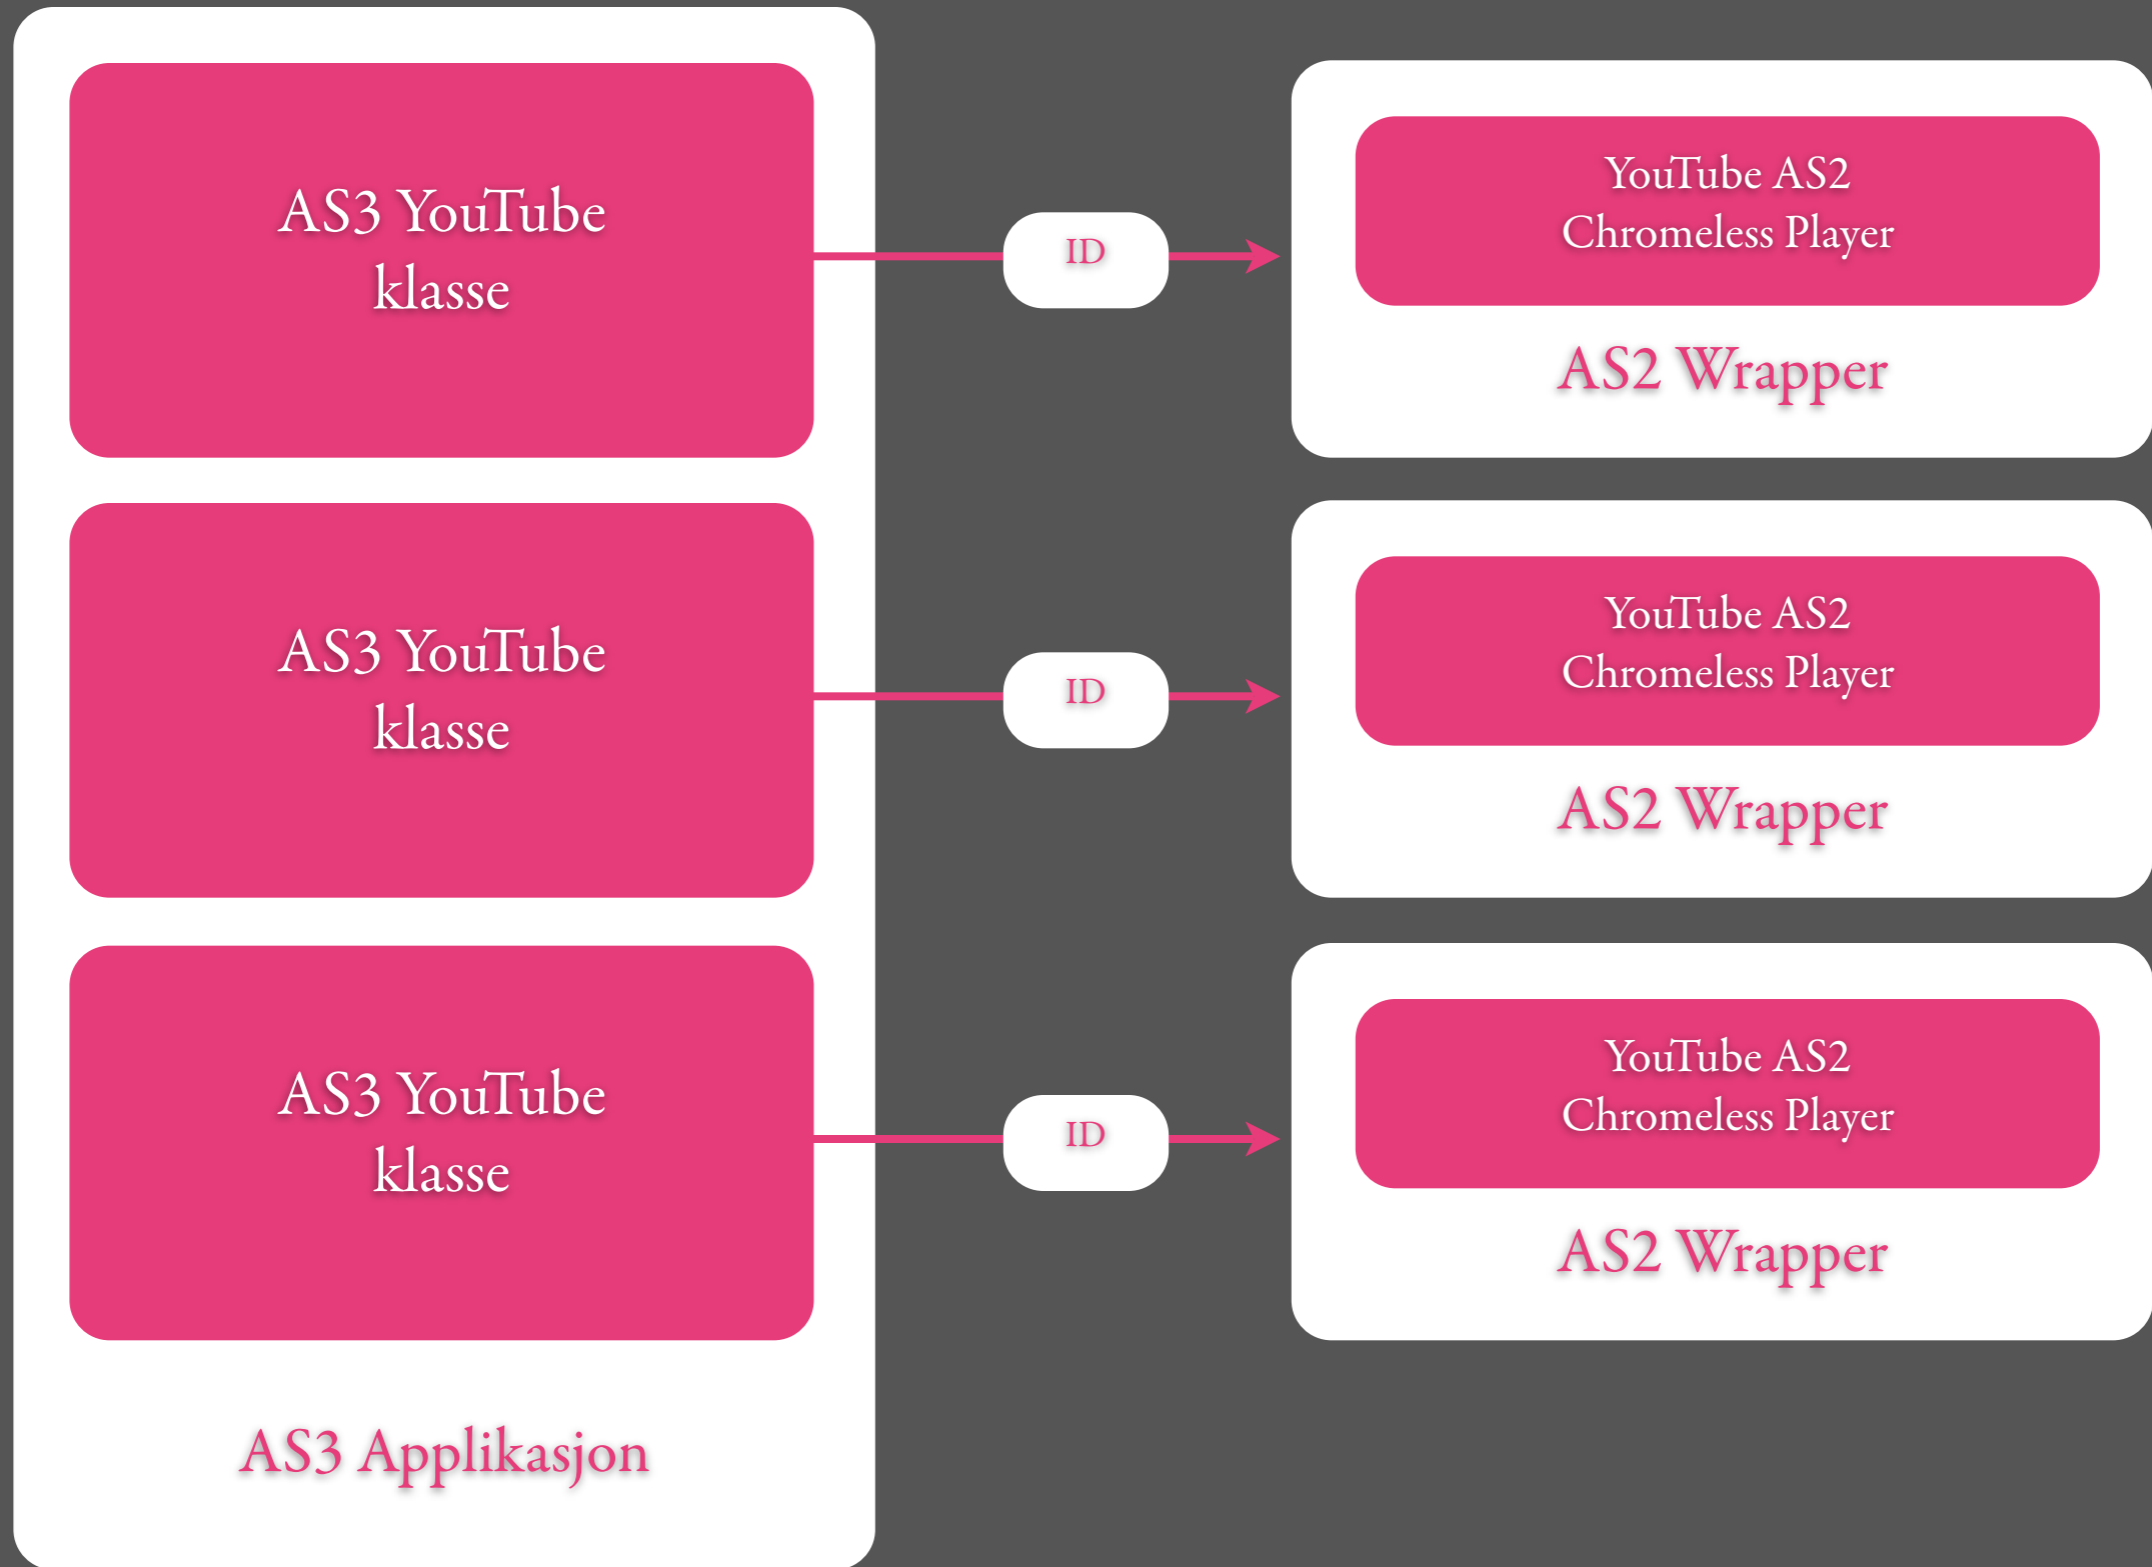 AS3 YouTube
klasse
ID
YouTube AS2
Chromeless Player
AS2 Wrapper
AS3 YouTube
klasse
ID
YouTube AS2
Chromeless Player
AS2 Wrapper
AS3 YouTube
klasse
ID
YouTube AS2
Chromeless Player
AS2 Wrapper
AS3 Applikasjon